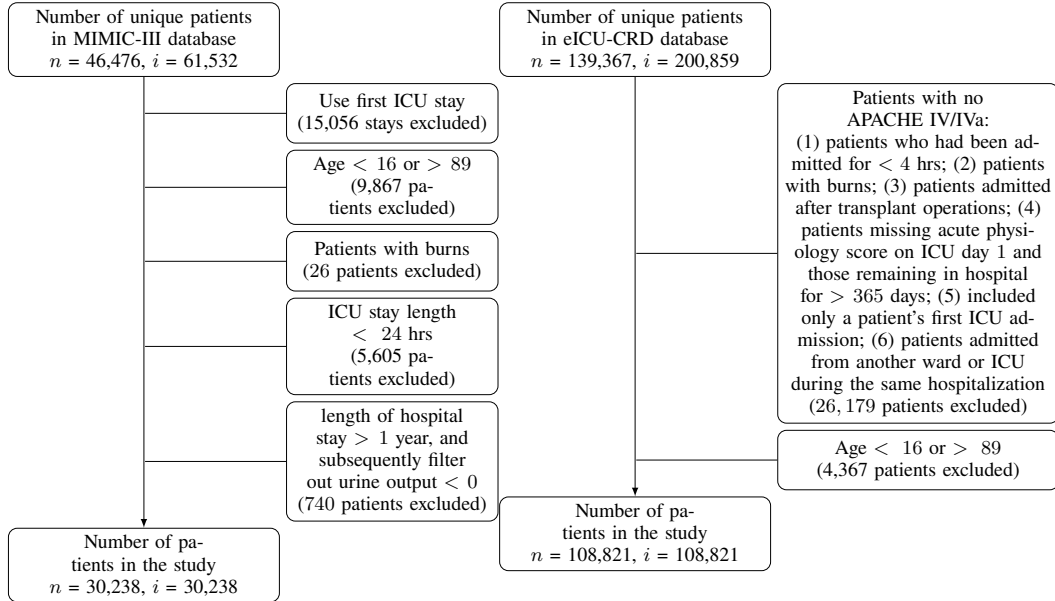 Number of unique patients
in MIMIC-III database
n = 46,476, i = 61,532
Use first ICU stay
(15,056 stays excluded)
Age < 16 or > 89
(9,867 pa-
tients excluded)
Patients with burns
(26 patients excluded)
ICU stay length
< 24 hrs
(5,605 pa-
tients excluded)
length of hospital
stay > 1 year, and
subsequently filter
out urine output < 0
(740 patients excluded)
Number of pa-
tients in the study
n = 30,238, i = 30,238
Number of unique patients
in eICU-CRD database
n = 139,367, i = 200,859
Patients with no
APACHE IV/IVa:
(1) patients who had been ad-
mitted for < 4 hrs; (2) patients
with burns; (3) patients admitted
after transplant operations; (4)
patients missing acute physi-
ology score on ICU day 1 and
those remaining in hospital
for > 365 days; (5) included
only a patient's first ICU ad-
mission; (6) patients admitted
from another ward or ICU
during the same hospitalization
(26, 179 patients excluded)
Age < 16 or > 89
(4,367 patients excluded)
Number of pa-
tients in the study
n = 108,821, i = 108,821